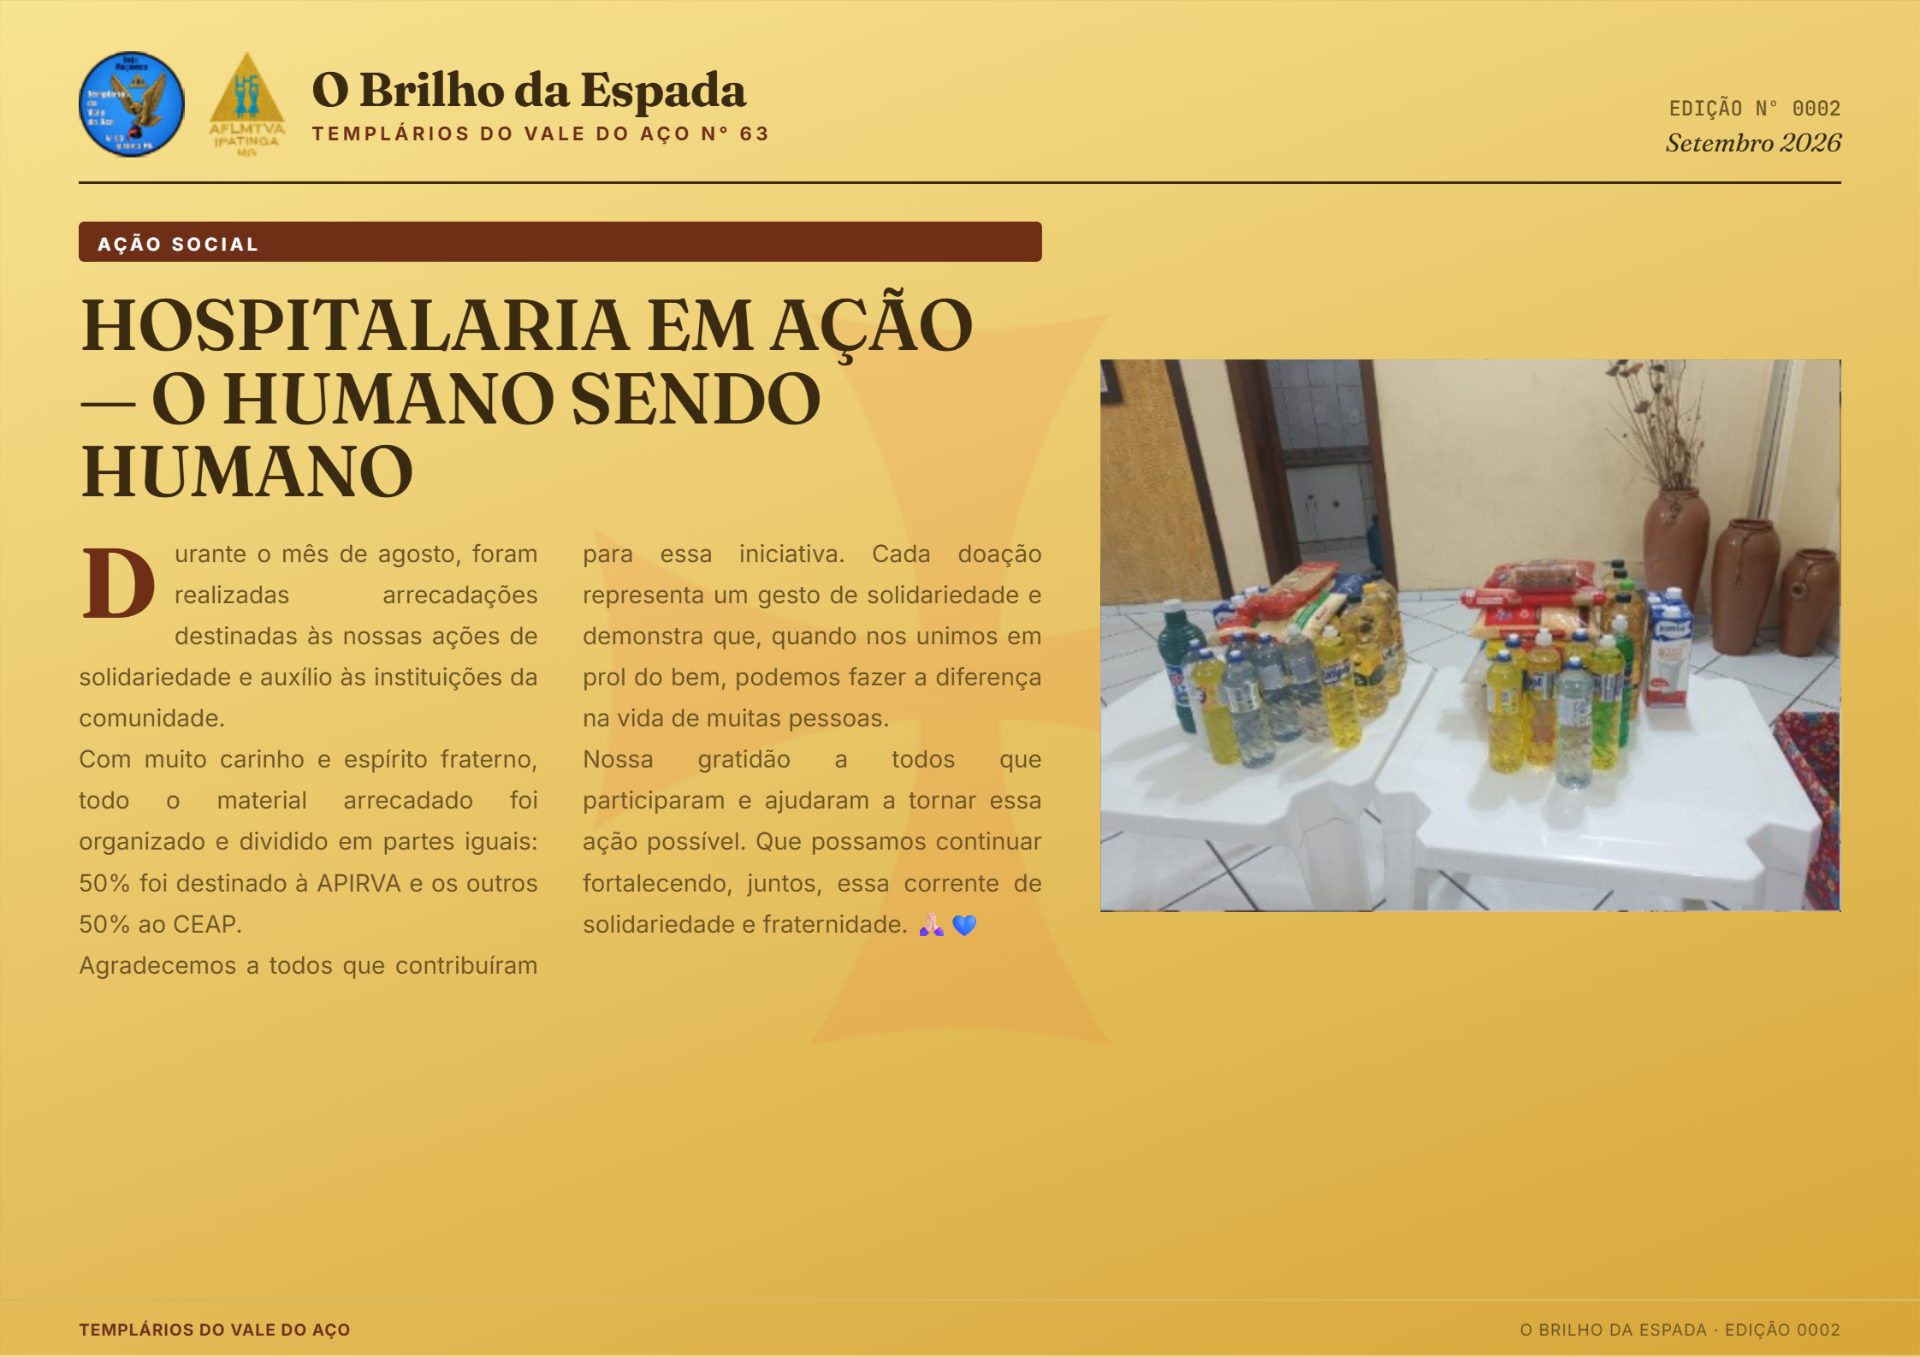 Templários
do
Vale
do Aço
AFLMTVA
IPATINGA
MG
O Brilho da Espada
TEMPLÁRIOS DO VALE DO AÇO N° 63
EDIÇÃO N° 0002
Setembro 2026
AÇÃO SOCIAL
HOSPITALARIA EM AÇÃO
— O HUMANO SENDO
HUMANO
Durante o mês de agosto, foram
realizadas arrecadações
destinadas às nossas ações de
solidariedade e auxílio às instituições da
comunidade.
Com muito carinho e espírito fraterno,
todo o material arrecadado foi
organizado e dividido em partes iguais:
50% foi destinado à APIRVA e os outros
50% ao CEAP.
Agradecemos a todos que contribuíram
para essa iniciativa. Cada doação
representa um gesto de solidariedade e
demonstra que, quando nos unimos em
prol do bem, podemos fazer a diferença
na vida de muitas pessoas.
Nossa gratidão a todos que
participaram e ajudaram a tornar essa
ação possível. Que possamos continuar
fortalecendo, juntos, essa corrente de
solidariedade e fraternidade. 🙏🏻💙
TEMPLÁRIOS DO VALE DO AÇO
O BRILHO DA ESPADA · EDIÇÃO 0002